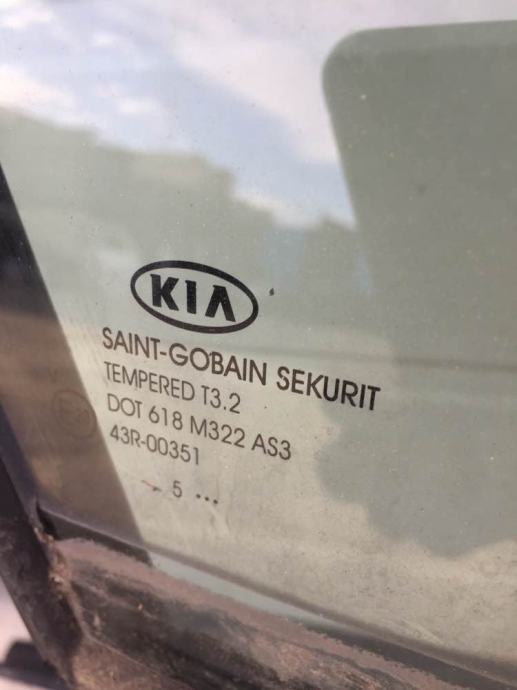 KIA
SAINT-GOBAIN SEKURIT
TEMPERED T3.2
DOT 618 M322 AS3
43R-00351
5 ...